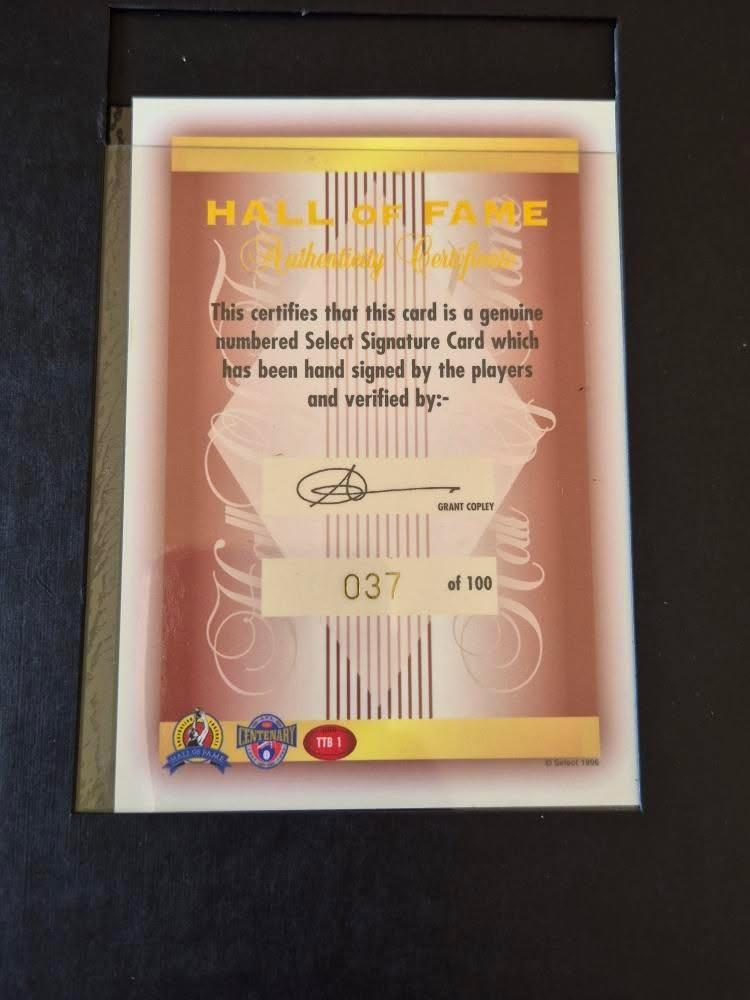 HALL OF FAME
Authenticity Certificate
This certifies that this card is a genuine
numbered Select Signature Card which
has been hand signed by the players
and verified by:-
GRANT COPLEY
037 of 100
HALL OF FAME
CENTENARY
TTB 1
© Select 1996